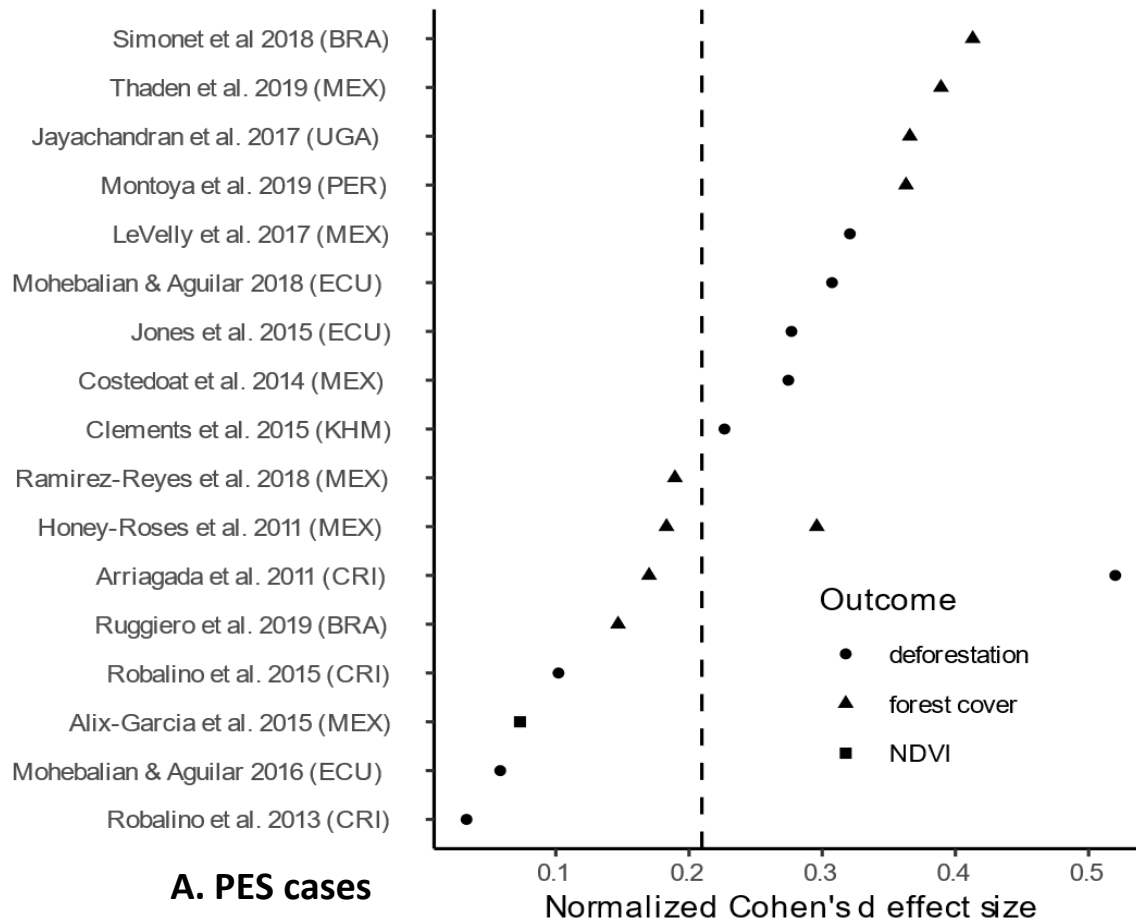 Simonet et al 2018 (BRA)
Thaden et al. 2019 (MEX)
Jayachandran et al. 2017 (UGA)
Montoya et al. 2019 (PER)
LeVelly et al. 2017 (MEX)
Mohebalian & Aguilar 2018 (ECU)
Jones et al. 2015 (ECU)
Costedoat et al. 2014 (MEX)
Clements et al. 2015 (KHM)
Ramirez-Reyes et al. 2018 (MEX)
Honey-Roses et al. 2011 (MEX)
Arriagada et al. 2011 (CRI)
Ruggiero et al. 2019 (BRA)
Robalino et al. 2015 (CRI)
Alix-Garcia et al. 2015 (MEX)
Mohebalian & Aguilar 2016 (ECU)
Robalino et al. 2013 (CRI)
Outcome
deforestation
forest cover
NDVI
0.1 0.2 0.3 0.4 0.5
A. PES cases
Normalized Cohen's d effect size